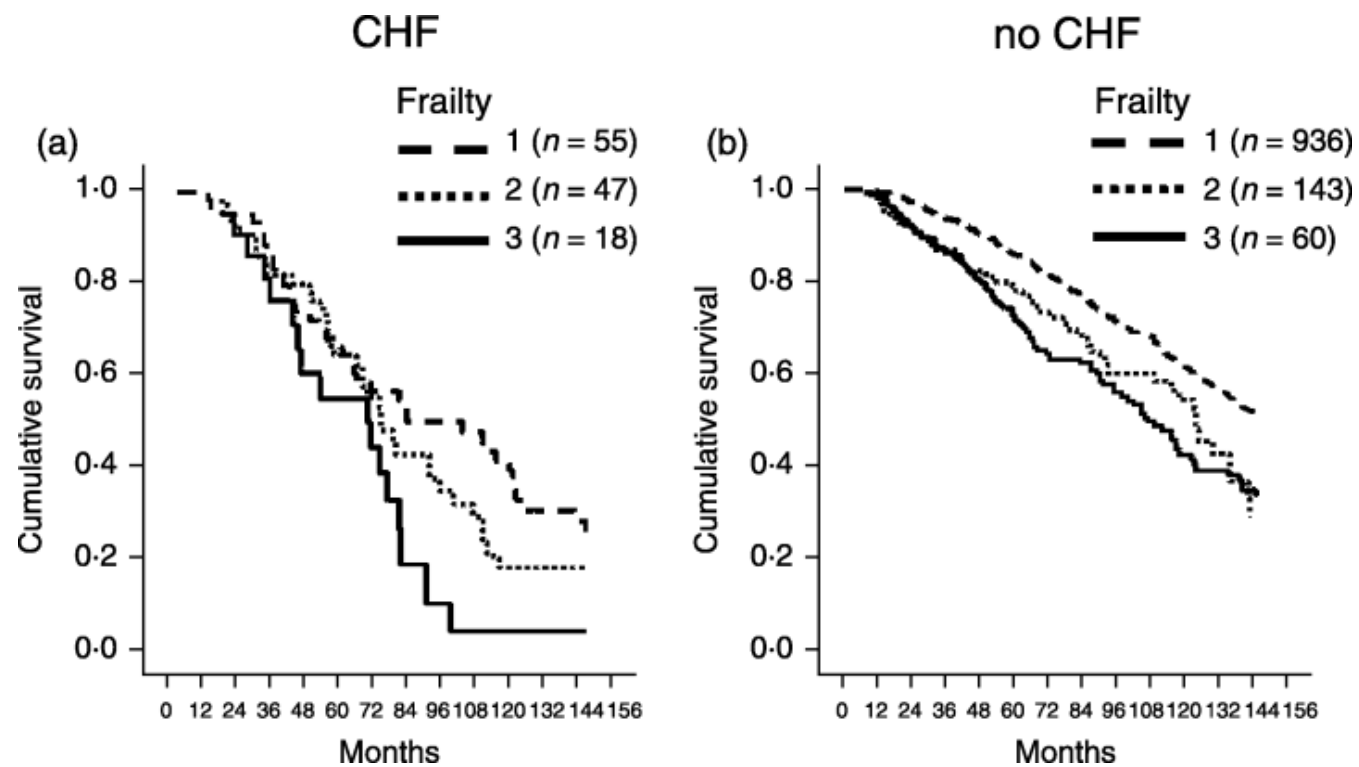 CHF
(a)
Frailty
1 (n = 55)
2 (n = 47)
3 (n = 18)
Cumulative survival
1·0
0·8
0·6
0·4
0·2
0·0
0 12 24 36 48 60 72 84 96 108 120 132 144 156
Months
no CHF
(b)
Frailty
1 (n = 936)
2 (n = 143)
3 (n = 60)
Cumulative survival
1·0
0·8
0·6
0·4
0·2
0·0
0 12 24 36 48 60 72 84 96 108 120 132 144 156
Months